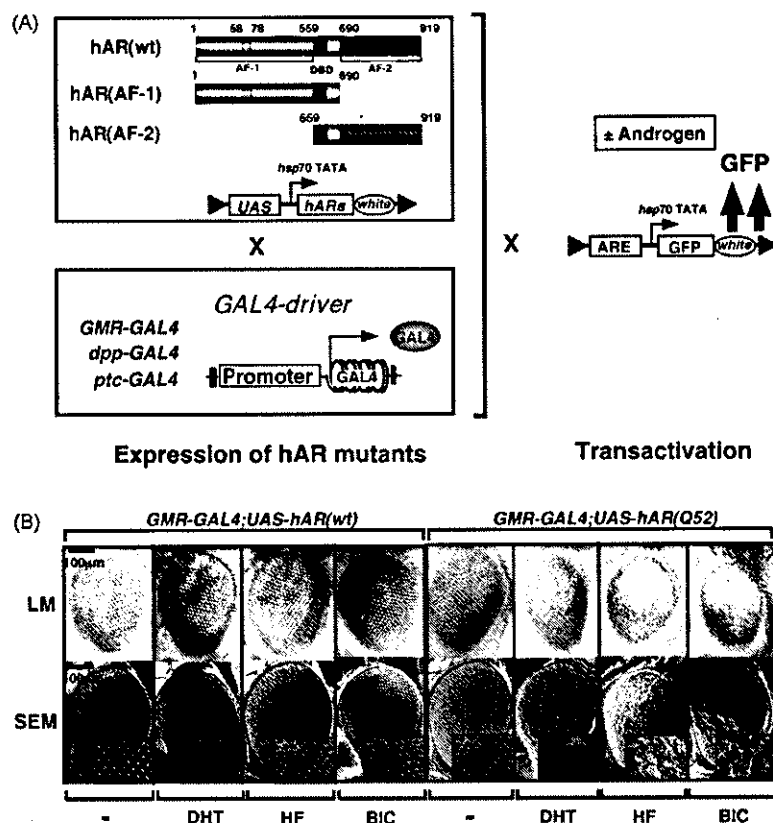 (A)
1 58 78 559 690 919
hAR(wt)
AF-1 DBD AF-2
1 690
hAR(AF-1)
559 919
hAR(AF-2)
hsp70 TATA
UAS hARs white
X
GAL4-driver
GMR-GAL4
dpp-GAL4
ptc-GAL4
GAL4
Promoter GAL4
Expression of hAR mutants
X
± Androgen
GFP
hsp70 TATA
ARE GFP white
Transactivation
(B)
GMR-GAL4;UAS-hAR(wt) GMR-GAL4;UAS-hAR(Q52)
100μm
LM
SEM
- DHT HF BIC - DHT HF BIC